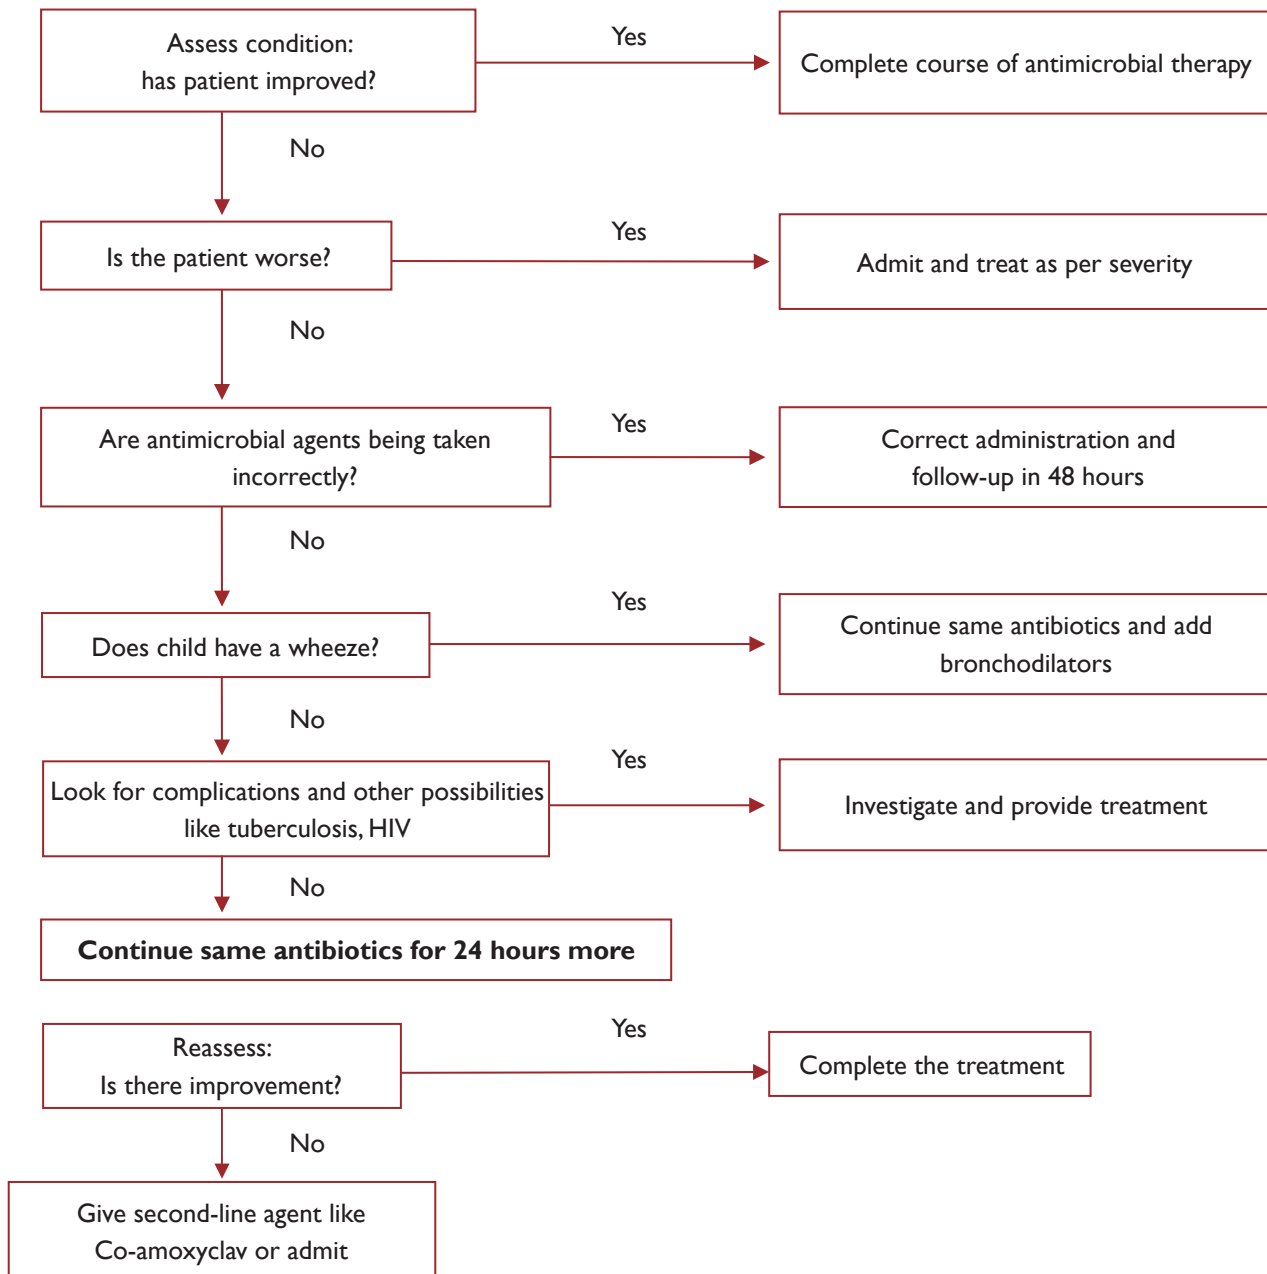 Assess condition:
has patient improved?
Yes
Complete course of antimicrobial therapy
No
Is the patient worse?
Yes
Admit and treat as per severity
No
Are antimicrobial agents being taken
incorrectly?
Yes
Correct administration and
follow-up in 48 hours
No
Does child have a wheeze?
Yes
Continue same antibiotics and add
bronchodilators
No
Look for complications and other possibilities
like tuberculosis, HIV
Yes
Investigate and provide treatment
No
Continue same antibiotics for 24 hours more
Reassess:
Is there improvement?
Yes
Complete the treatment
No
Give second-line agent like
Co-amoxyclav or admit